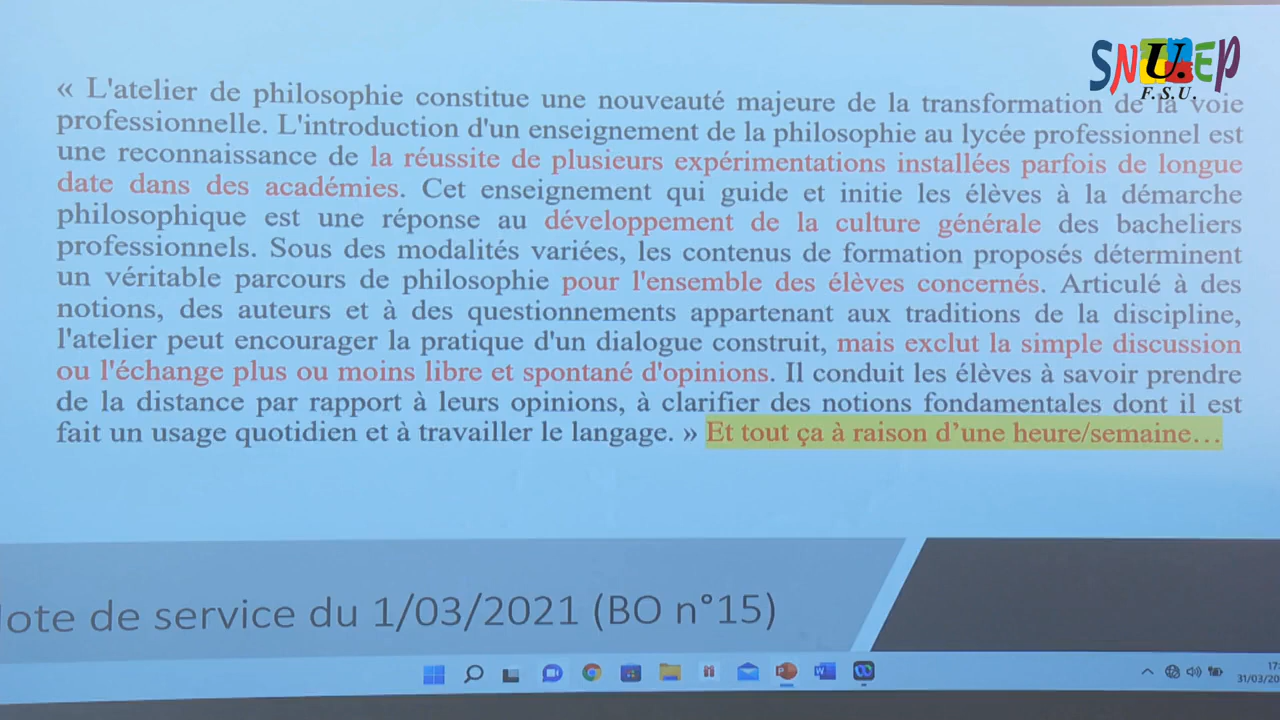 SNUEP
F.S.U.
« L'atelier de philosophie constitue une nouveauté majeure de la transformation de la voie
professionnelle. L'introduction d'un enseignement de la philosophie au lycée professionnel est
une reconnaissance de la réussite de plusieurs expérimentations installées parfois de longue
date dans des académies. Cet enseignement qui guide et initie les élèves à la démarche
philosophique est une réponse au développement de la culture générale des bacheliers
professionnels. Sous des modalités variées, les contenus de formation proposés déterminent
un véritable parcours de philosophie pour l'ensemble des élèves concernés. Articulé à des
notions, des auteurs et à des questionnements appartenant aux traditions de la discipline,
l'atelier peut encourager la pratique d'un dialogue construit, mais exclut la simple discussion
ou l'échange plus ou moins libre et spontané d'opinions. Il conduit les élèves à savoir prendre
de la distance par rapport à leurs opinions, à clarifier des notions fondamentales dont il est
fait un usage quotidien et à travailler le langage. » Et tout ça à raison d’une heure/semaine…
ote de service du 1/03/2021 (BO n°15)
17
31/03/20